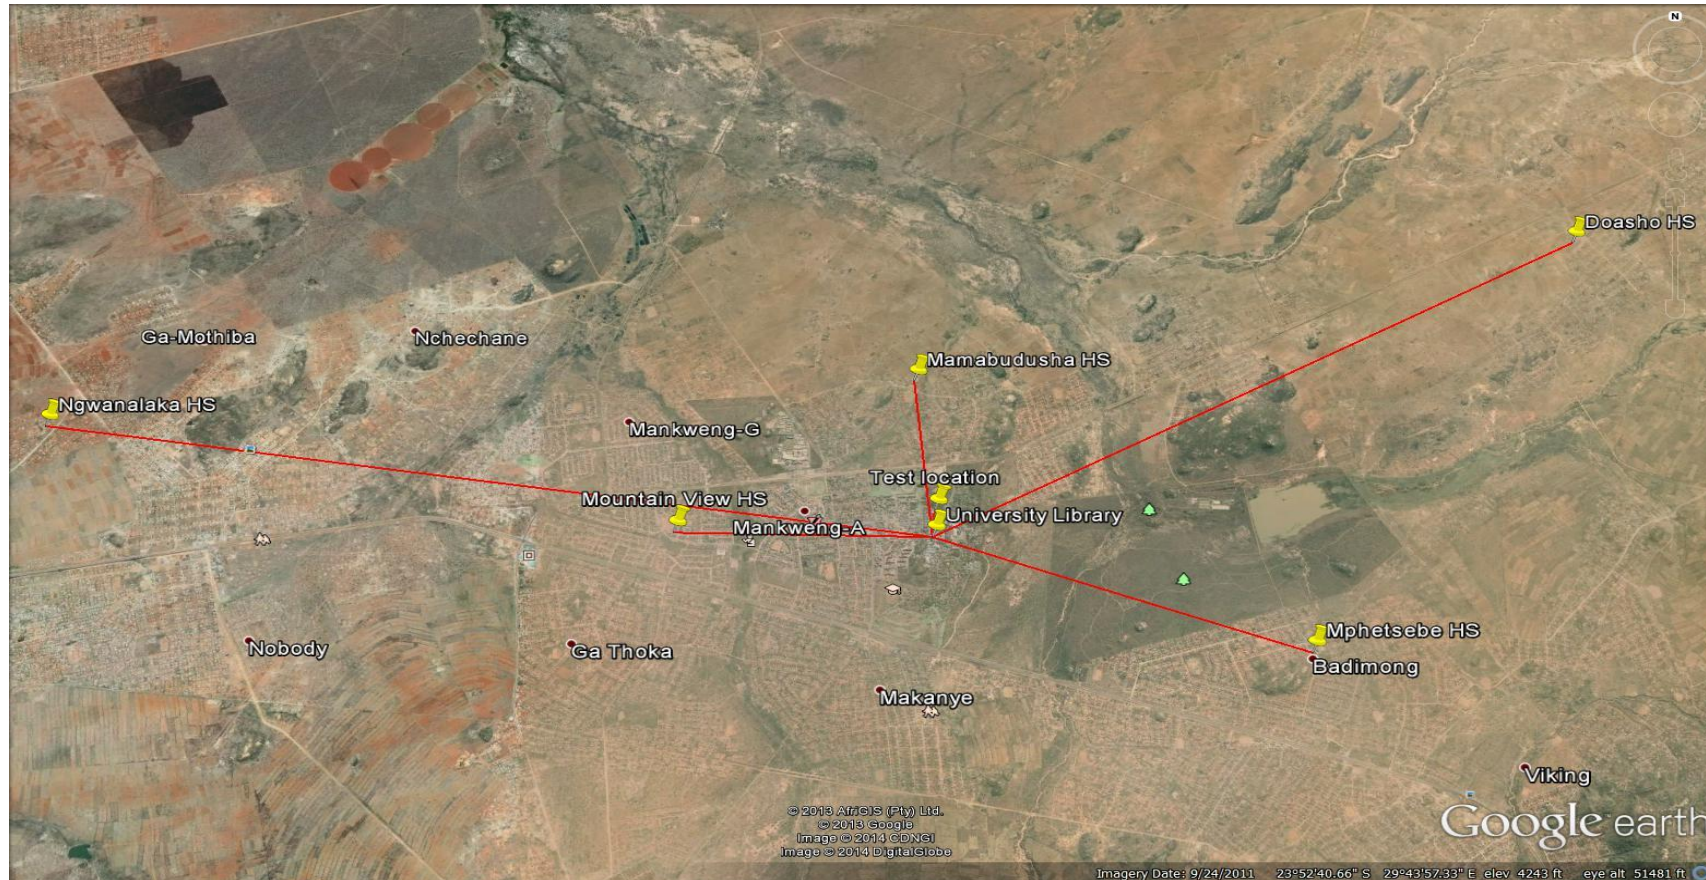 N
Doasho HS
Ga-Mothiba
Nchechane
Mamabudusha HS
Ngwanalaka HS
Mankweng-G
Test location
Mountain View HS
University Library
Mankweng-A
Mphetsebe HS
Nobody
Ga Thoka
Badimong
Makanye
Viking
© 2013 AfriGIS (Pty) Ltd.
© 2013 Google
Image © 2014 CDNGI
Image © 2014 DigitalGlobe
Google earth
Imagery Date: 9/24/2011 23°52'40.66" S 29°43'57.33" E elev 4243 ft eye alt 51481 ft